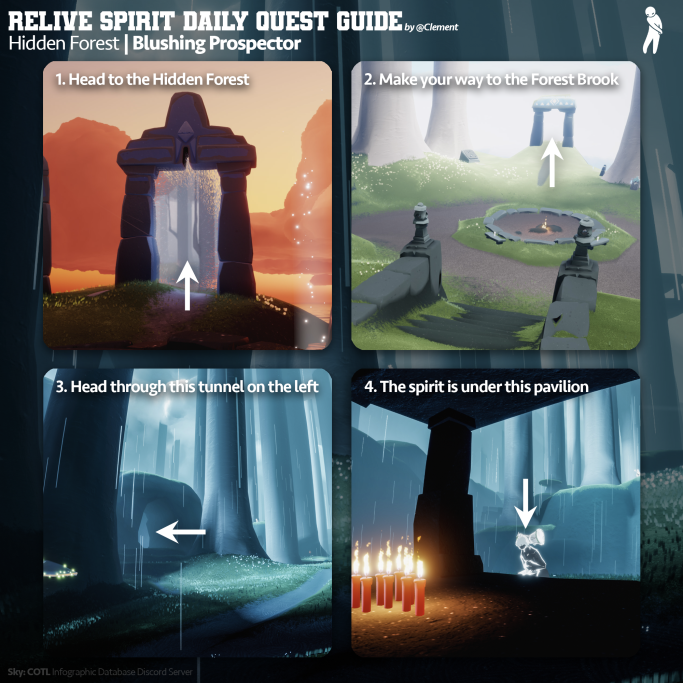 RELIVE SPIRIT DAILY QUEST GUIDE by @Clement
Hidden Forest | Blushing Prospector
1. Head to the Hidden Forest
2. Make your way to the Forest Brook
3. Head through this tunnel on the left
4. The spirit is under this pavilion
Sky: COTL Infographic Database Discord Server